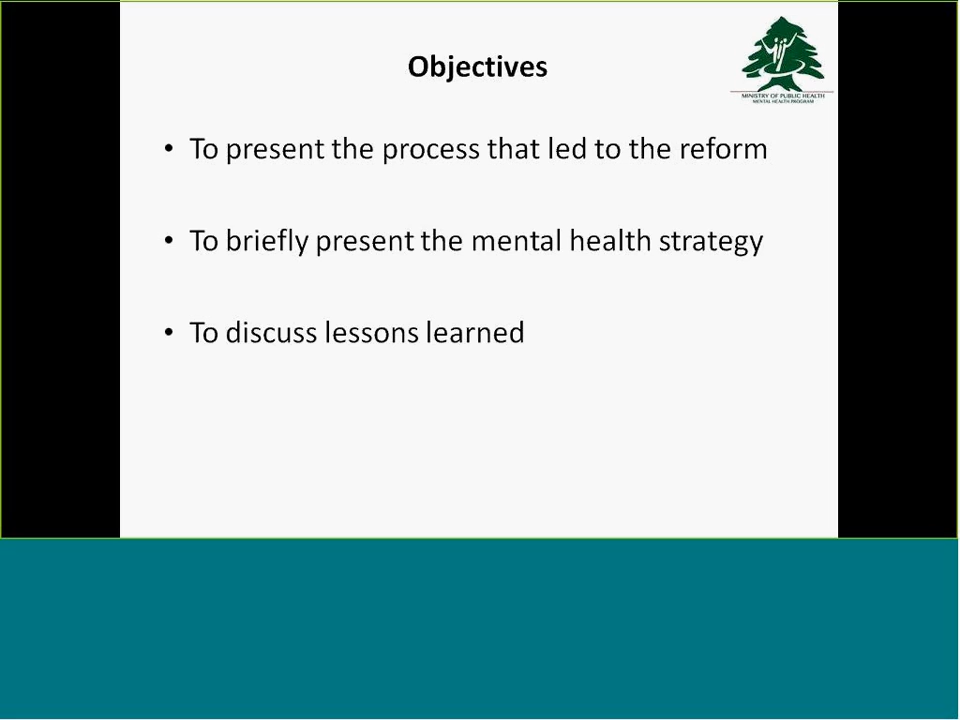 Objectives
MINISTRY OF PUBLIC HEALTH
MENTAL HEALTH PROGRAM
• To present the process that led to the reform
• To briefly present the mental health strategy
• To discuss lessons learned